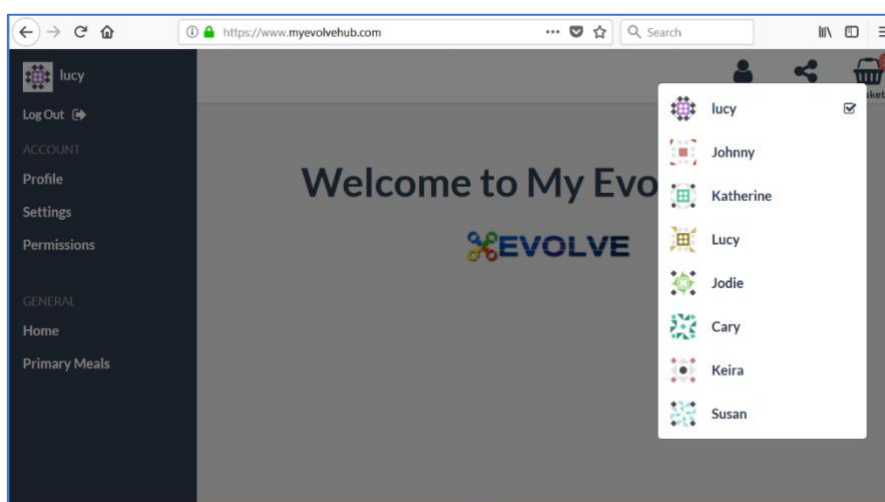 https://www.myevolvehub.com
Search
lucy
Log Out
ACCOUNT
Profile
Settings
Permissions
GENERAL
Home
Primary Meals
Welcome to My Evo
EVOLVE
sket
lucy
Johnny
Katherine
Lucy
Jodie
Cary
Keira
Susan